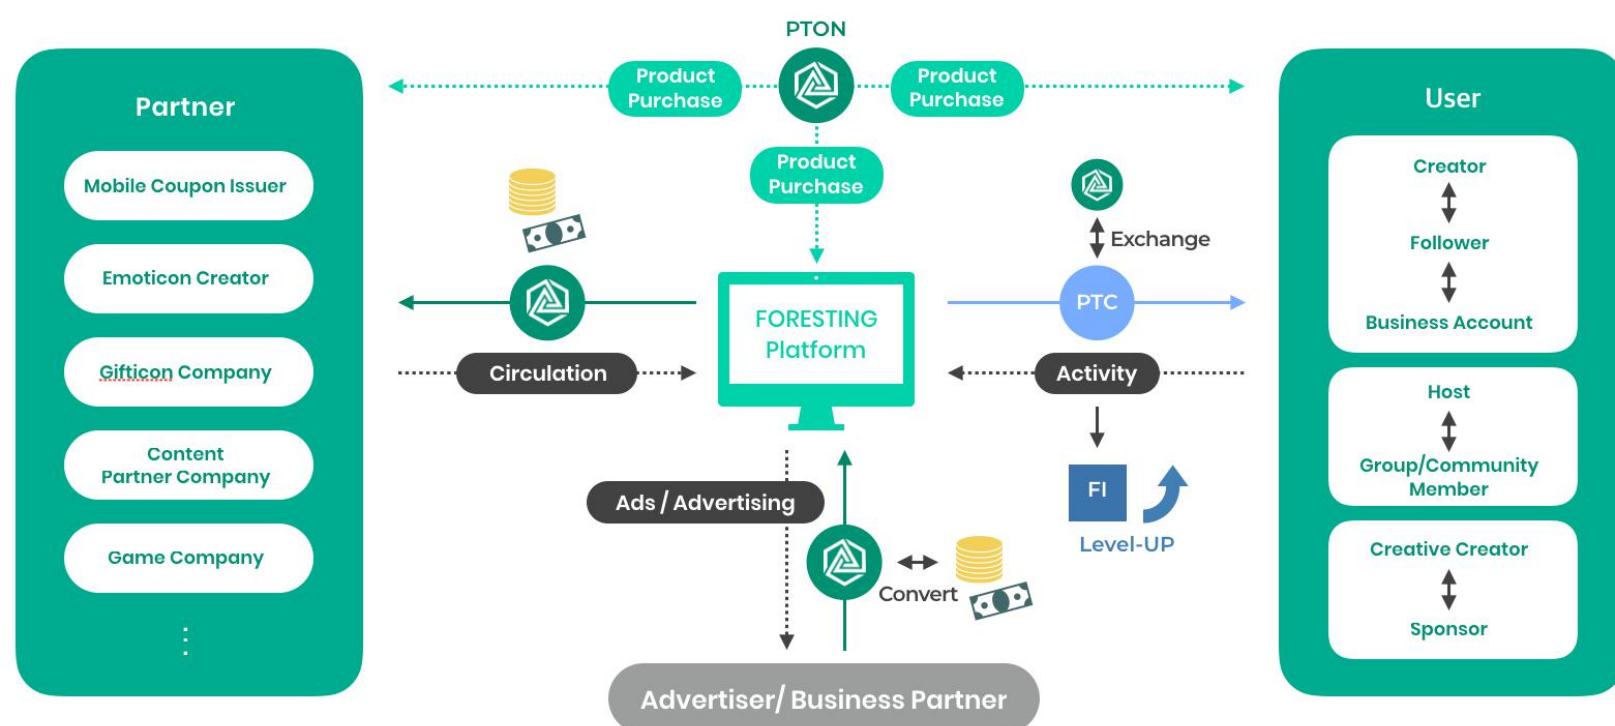 PTON
Product
Purchase
Product
Purchase
Product
Purchase
Partner
Mobile Coupon Issuer
Emoticon Creator
Gifticon Company
Content
Partner Company
Game Company
Circulation
FORESTING
Platform
Exchange
PTC
Activity
FI
Level-UP
Ads / Advertising
Convert
Advertiser/ Business Partner
User
Creator
Follower
Business Account
Host
Group/Community
Member
Creative Creator
Sponsor